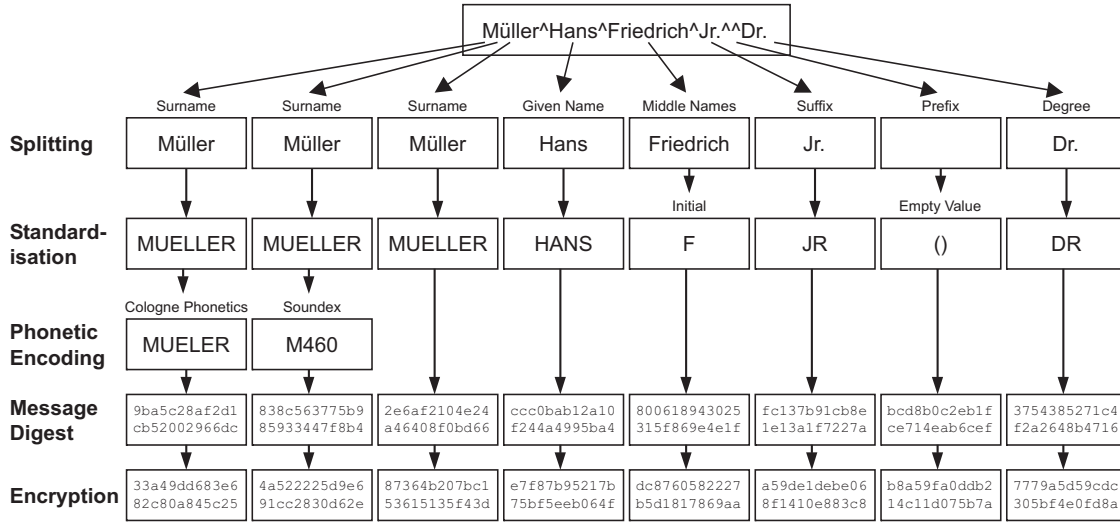 Müller^Hans^Friedrich^Jr.^^Dr.
Surname Surname Surname Given Name Middle Names Suffix Prefix Degree
Splitting Müller Müller Müller Hans Friedrich Jr. Dr.
Initial Empty Value
Standard-
isation MUELLER MUELLER MUELLER HANS F JR () DR
Cologne Phonetics Soundex
Phonetic
Encoding MUELER M460
Message 9ba5c28af2d1 838c563775b9 2e6af2104e24 ccc0bab12a10 800618943025 fc137b91cb8e bcd8b0c2eb1f 3754385271c4
Digest cb52002966dc 85933447f8b4 a46408f0bd66 f244a4995ba4 315f869e4e1f 1e13a1f7227a ce714eab6cef f2a2648b4716
Encryption 33a49dd683e6 4a522225d9e6 87364b207bc1 e7f87b95217b dc8760582227 a59de1debe06 b8a59fa0ddb2 7779a5d59cdc
82c80a845c25 91cc2830d62e 53615135f43d 75bf5eeb064f b5d1817869aa 8f1410e883c8 14c11d075b7a 305bf4e0fd8a